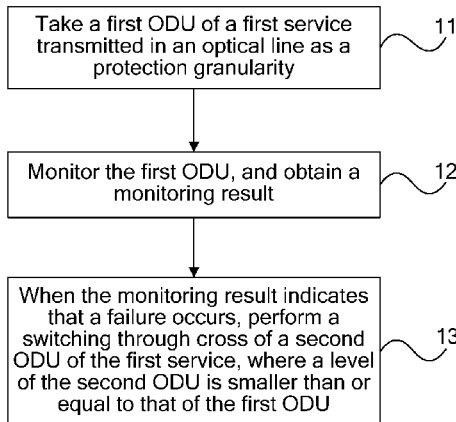 Take a first ODU of a first service
transmitted in an optical line as a
protection granularity
11
Monitor the first ODU, and obtain a
monitoring result
12
When the monitoring result indicates
that a failure occurs, perform a
switching through cross of a second
ODU of the first service, where a level
of the second ODU is smaller than or
equal to that of the first ODU
13